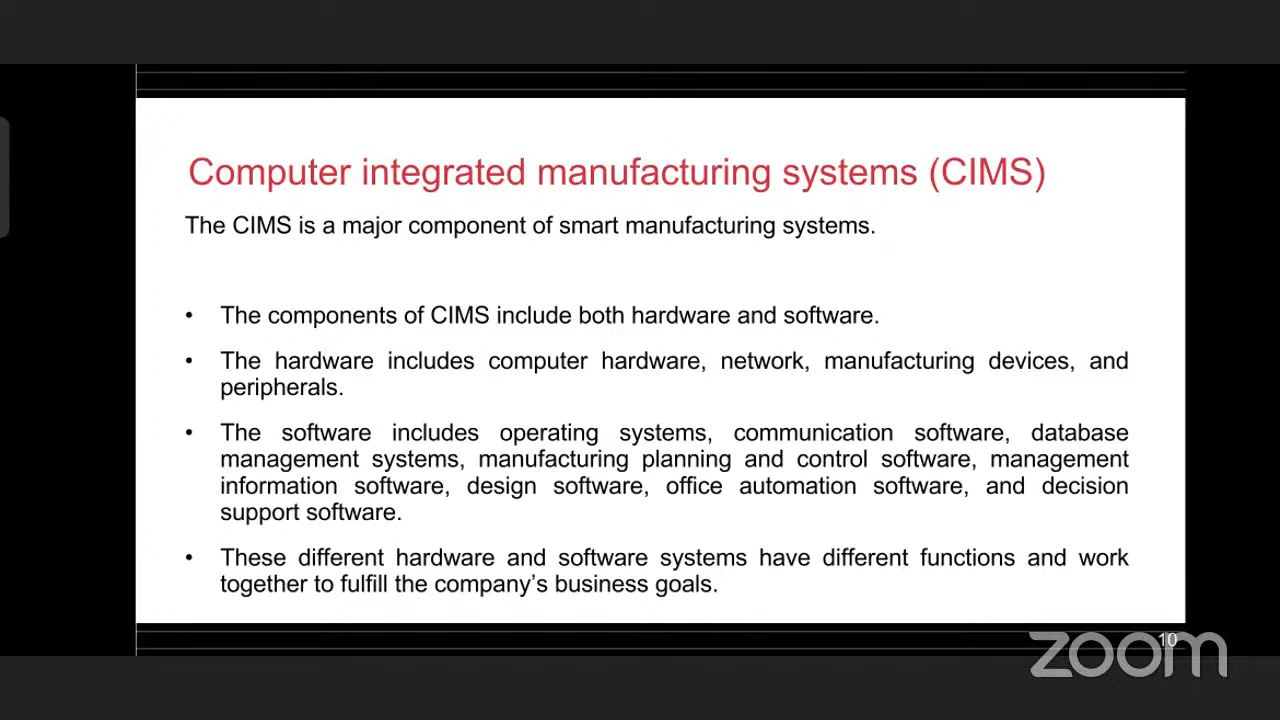 Computer integrated manufacturing systems (CIMS)
The CIMS is a major component of smart manufacturing systems.
• The components of CIMS include both hardware and software.
• The hardware includes computer hardware, network, manufacturing devices, and
peripherals.
• The software includes operating systems, communication software, database
management systems, manufacturing planning and control software, management
information software, design software, office automation software, and decision
support software.
• These different hardware and software systems have different functions and work
together to fulfill the company’s business goals.
10
zoom